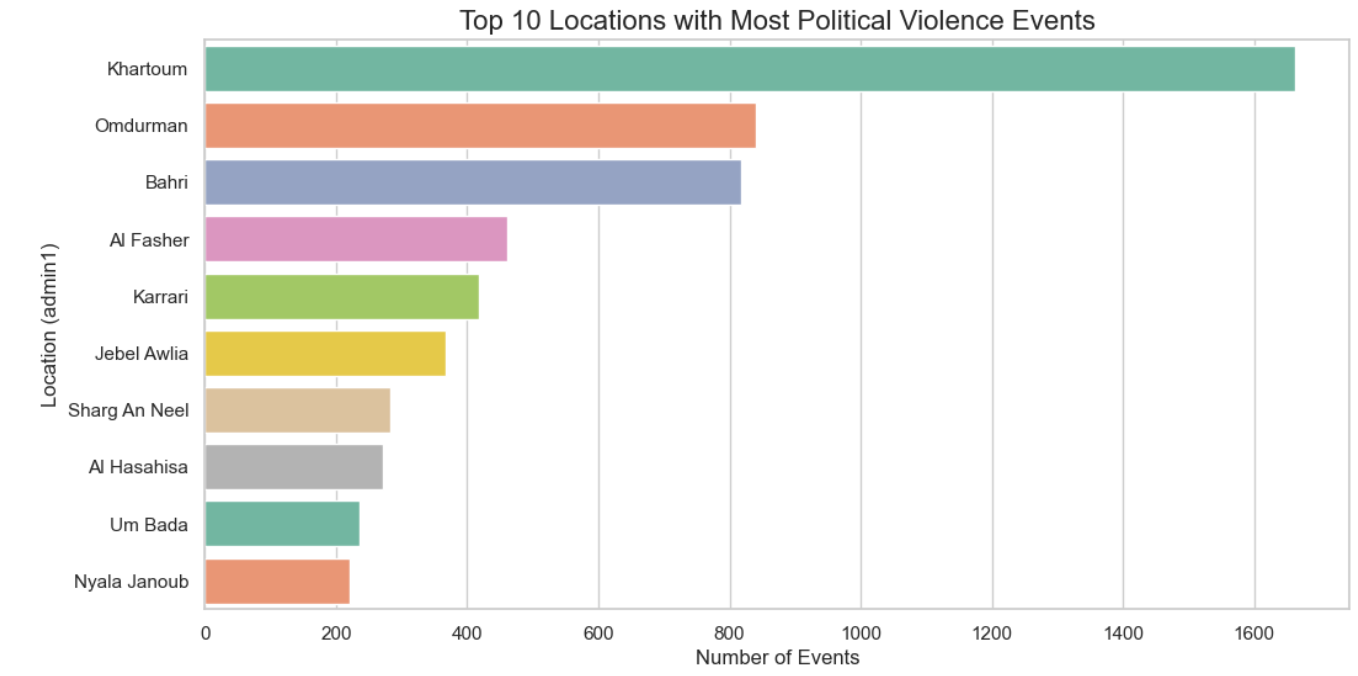 Top 10 Locations with Most Political Violence Events
Location (admin1)
Khartoum
Omdurman
Bahri
Al Fasher
Karrari
Jebel Awlia
Sharg An Neel
Al Hasahisa
Um Bada
Nyala Janoub
0 200 400 600 800 1000 1200 1400 1600
Number of Events